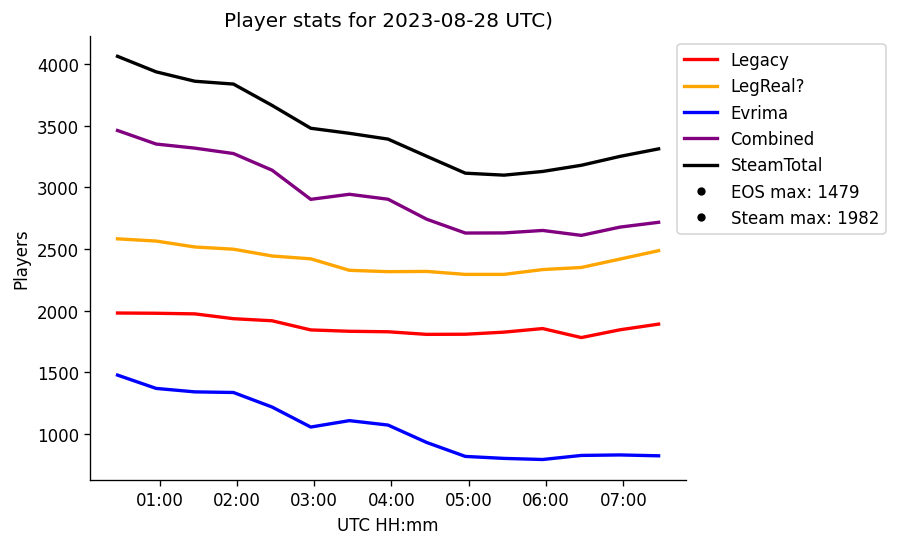 Player stats for 2023-08-28 UTC)
4000
3500
3000
2500
2000
1500
1000
Players
01:00 02:00 03:00 04:00 05:00 06:00 07:00
UTC HH:mm
Legacy
LegReal?
Evrima
Combined
SteamTotal
EOS max: 1479
Steam max: 1982